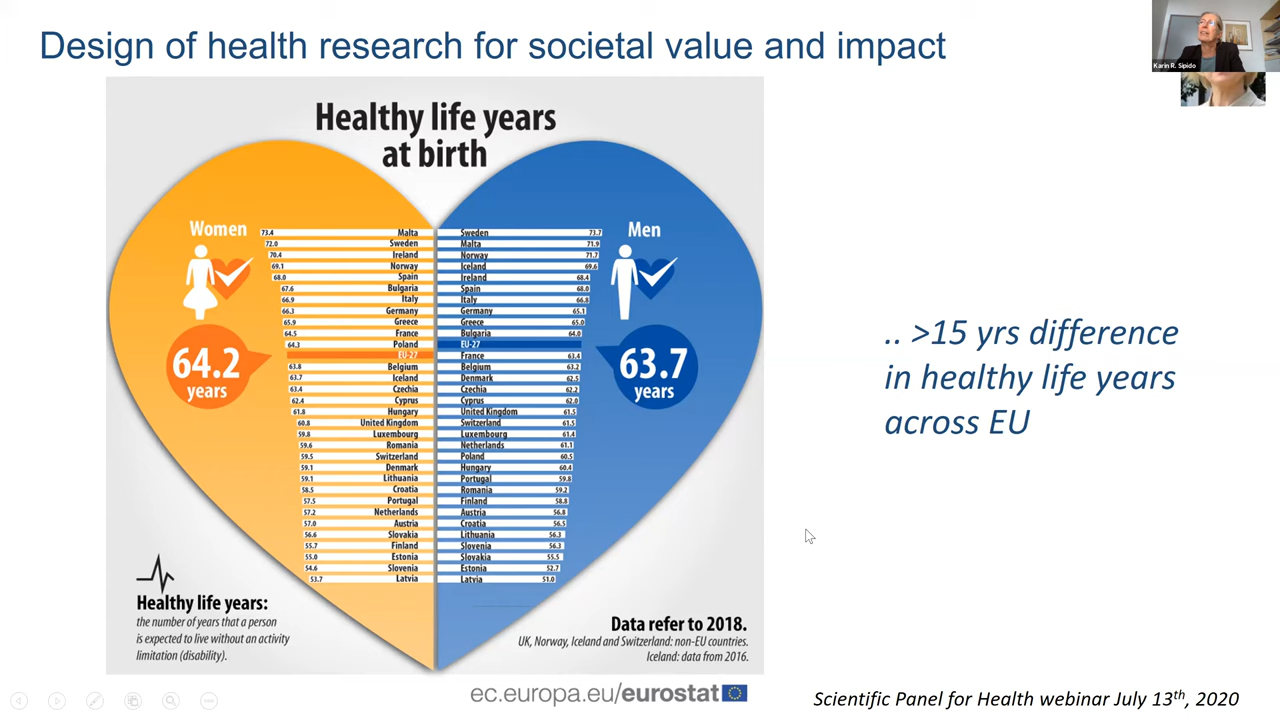 Design of health research for societal value and impact
Karin R. Sipido
Healthy life years
at birth
Women
64.2
years
73.4 Malta
72.0 Sweden
70.4 Ireland
69.1 Norway
68.0 Spain
67.6 Bulgaria
66.9 Italy
66.3 Germany
65.9 Greece
64.5 France
64.3 Poland
EU-27
63.8 Belgium
63.7 Iceland
63.4 Czechia
62.4 Cyprus
61.8 Hungary
60.8 United Kingdom
59.8 Luxembourg
59.6 Romania
59.5 Switzerland
59.1 Denmark
59.1 Lithuania
58.5 Croatia
57.5 Portugal
57.2 Netherlands
57.0 Austria
56.6 Slovakia
55.7 Finland
55.0 Estonia
54.6 Slovenia
53.7 Latvia
Men
63.7
years
Sweden 73.7
Malta 71.9
Norway 71.7
Iceland 69.6
Ireland 68.4
Spain 68.0
Italy 66.8
Germany 65.1
Greece 65.0
Bulgaria 64.0
EU-27
France 63.4
Belgium 63.2
Denmark 62.5
Czechia 62.2
Cyprus 62.0
United Kingdom 61.5
Switzerland 61.5
Luxembourg 61.4
Netherlands 61.1
Poland 60.5
Hungary 60.4
Portugal 59.8
Romania 59.2
Finland 58.8
Austria 56.8
Croatia 56.5
Lithuania 56.3
Slovenia 56.3
Slovakia 55.5
Estonia 52.7
Latvia 51.0
Healthy life years:
the number of years that a person
is expected to live without an activity
limitation (disability).
Data refer to 2018.
UK, Norway, Iceland and Switzerland: non-EU countries.
Iceland: data from 2016.
ec.europa.eu/eurostat
.. >15 yrs difference
in healthy life years
across EU
Scientific Panel for Health webinar July 13th, 2020